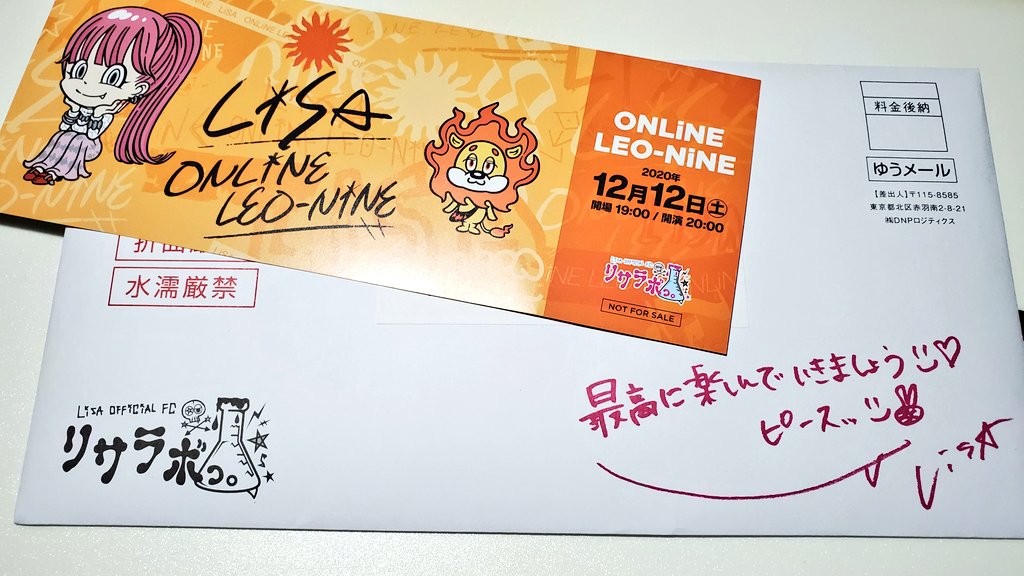 LiSA
ONLiNE
LEO-NiNE
ONLiNE
LEO-NiNE
2020年
12月12日(土)
開場 19:00 / 開演 20:00
LiSA OFFICIAL FC
リサラボっ。
NOT FOR SALE
料金後納
ゆうメール
【差出人】〒115-8585
東京都北区赤羽南2-8-21
㈱DNPロジスティクス
水濡厳禁
LiSA OFFICIAL FC
リサラボっ。
最高に楽しんでいきましょう♡
ピースッッ
LiSA